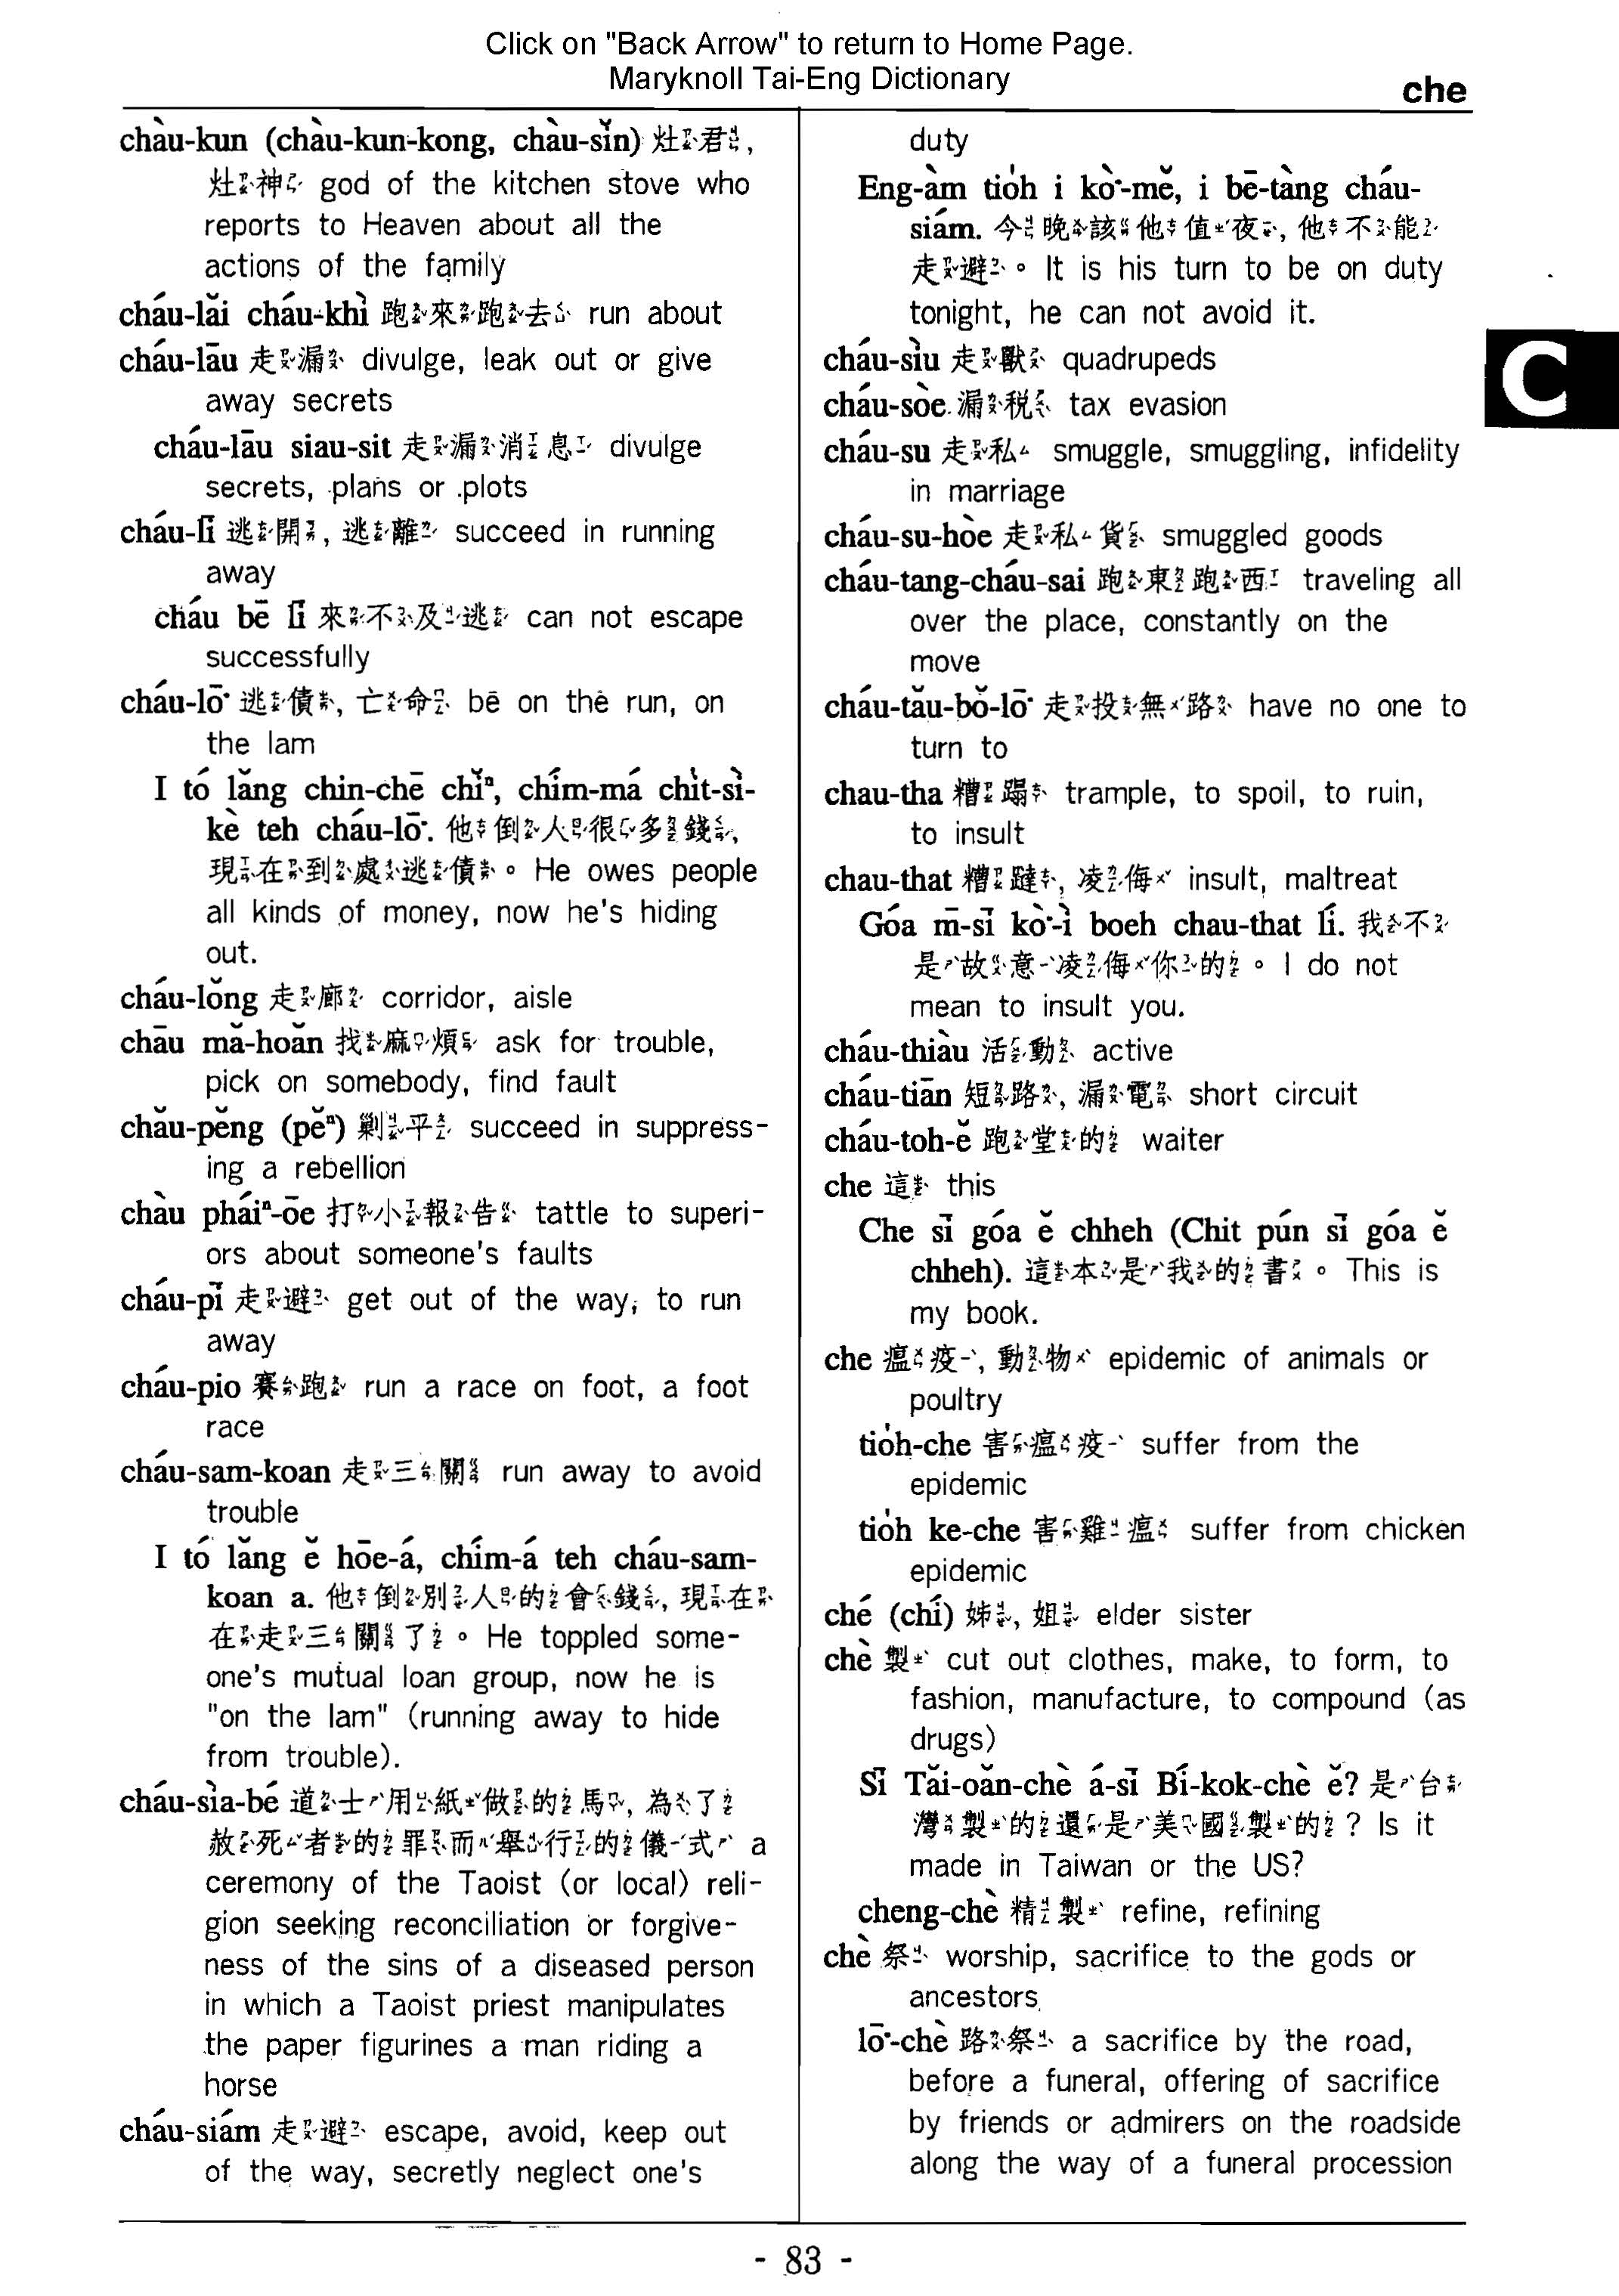 Click on "Back Arrow" to return to Home Page.
Maryknoll Tai-Eng Dictionary
che
chàu-kun (chàu-kun-kong, chàu-sı̆n) 灶君,
灶神 god of the kitchen stove who
reports to Heaven about all the
actions of the family
cháu-lăi cháu-khì 跑來跑去 run about
cháu-lāu 走漏 divulge, leak out or give
away secrets
cháu-lāu siau-sit 走漏消息 divulge
secrets, plans or plots
cháu-lī 逃開, 逃離 succeed in running
away
cháu bē lī 來不及逃 can not escape
successfully
cháu-lō͘ 逃債, 亡命 be on the run, on
the lam
I tó lăng chin-chē chĭⁿ, chím-má chi̍t-sì-
kè teh cháu-lō͘. 他倒人很多錢,
現在到處逃債。 He owes people
all kinds of money, now he's hiding
out.
cháu-lŏng 走廊 corridor, aisle
chāu mă-hoăn 找麻煩 ask for trouble,
pick on somebody, find fault
chău-pĕng (pĕⁿ) 剿平 succeed in suppress-
ing a rebellion
chàu pháiⁿ-ōe 打小報告 tattle to superi-
ors about someone's faults
cháu-pī 走避 get out of the way, to run
away
cháu-pio 賽跑 run a race on foot, a foot
race
cháu-sam-koan 走三關 run away to avoid
trouble
I tó lăng ĕ hōe-á, chím-á teh cháu-sam-
koan a. 他倒別人的會錢, 現在
在走三關了。 He toppled some-
one's mutual loan group, now he is
"on the lam" (running away to hide
from trouble).
cháu-sìa-bé 道士用紙做的馬, 為了
赦死者的罪而舉行的儀式 a
ceremony of the Taoist (or local) reli-
gion seeking reconciliation or forgive-
ness of the sins of a diseased person
in which a Taoist priest manipulates
the paper figurines a man riding a
horse
cháu-siám 走避 escape, avoid, keep out
of the way, secretly neglect one's
duty
Eng-àm tio̍h i kò͘-mĕ, i bē-tàng cháu-
siám. 今晚該他值夜, 他不能
走避。 It is his turn to be on duty
tonight, he can not avoid it.
C
cháu-siù 走獸 quadrupeds
cháu-sòe 漏稅 tax evasion
cháu-su 走私 smuggle, smuggling, infidelity
in marriage
cháu-su-hòe 走私貨 smuggled goods
cháu-tang-cháu-sai 跑東跑西 traveling all
over the place, constantly on the
move
cháu-tău-bŏ-lō͘ 走投無路 have no one to
turn to
chau-tha 糟蹋 trample, to spoil, to ruin,
to insult
chau-that 糟躂, 凌侮 insult, maltreat
Góa m̄-sī kò͘-ì boeh chau-that lí. 我不
是故意凌侮你的。 I do not
mean to insult you.
cháu-thiàu 活動 active
cháu-tiān 短路, 漏電 short circuit
cháu-toh-ĕ 跑堂的 waiter
che 這 this
Che sī góa ĕ chheh (Chit pún sī góa ĕ
chheh). 這本是我的書。 This is
my book.
che 瘟疫, 動物 epidemic of animals or
poultry
tio̍h-che 害瘟疫 suffer from the
epidemic
tio̍h ke-che 害雞瘟 suffer from chicken
epidemic
ché (chí) 姊, 姐 elder sister
chè 製 cut out clothes, make, to form, to
fashion, manufacture, to compound (as
drugs)
Sī Tăi-oăn-chè á-sī Bí-kok-chè ĕ? 是台
灣製的還是美國製的? Is it
made in Taiwan or the US?
cheng-chè 精製 refine, refining
chè 祭 worship, sacrifice to the gods or
ancestors
lō͘-chè 路祭 a sacrifice by the road,
before a funeral, offering of sacrifice
by friends or admirers on the roadside
along the way of a funeral procession
- 83 -